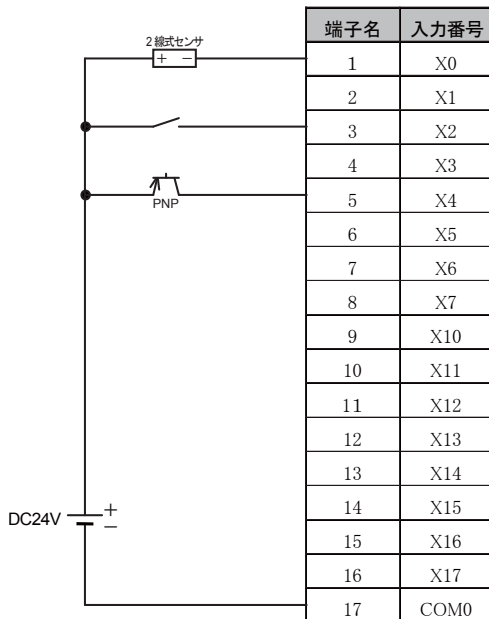 端子名 入力番号
2線式センサ
+ −
1 X0
2 X1
3 X2
4 X3
PNP
5 X4
6 X5
7 X6
8 X7
9 X10
10 X11
11 X12
12 X13
13 X14
DC24V + −
14 X15
15 X16
16 X17
17 COM0